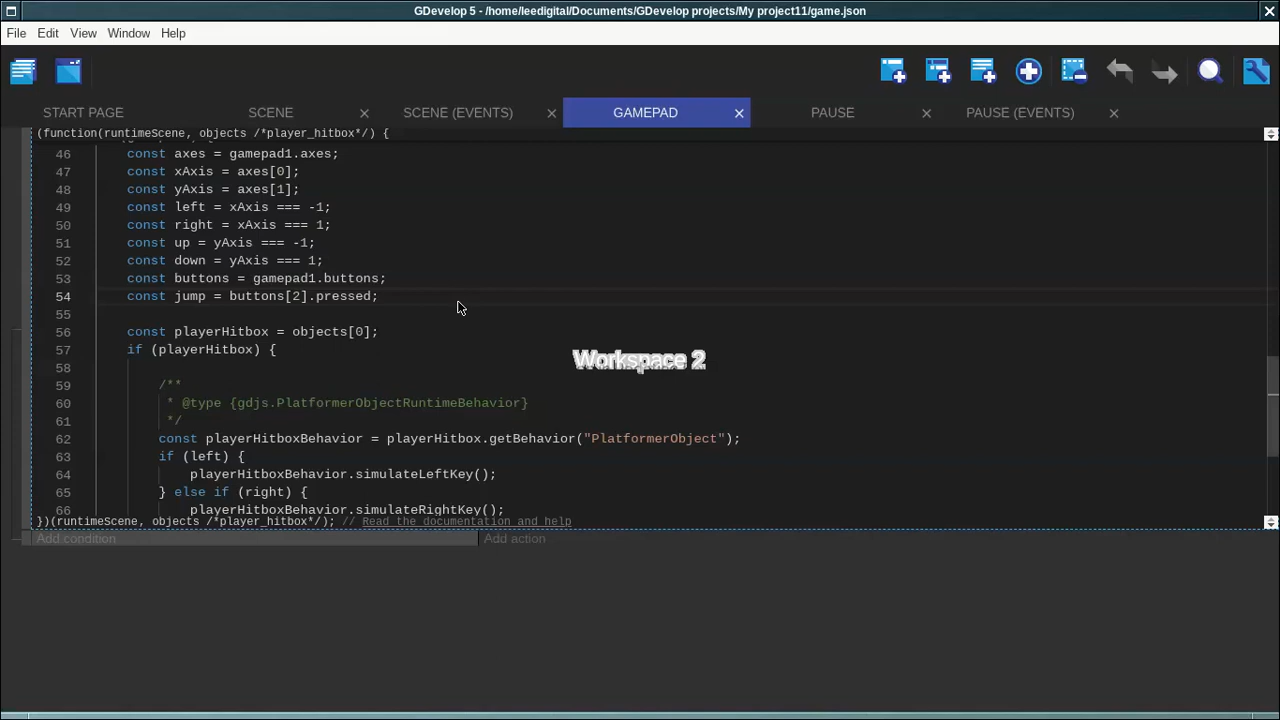 GDevelop 5 - /home/leedigital/Documents/GDevelop projects/My project11/game.json
File Edit View Window Help
START PAGE SCENE SCENE (EVENTS) GAMEPAD PAUSE PAUSE (EVENTS)
(function(runtimeScene, objects /*player_hitbox*/) {
46 const axes = gamepad1.axes;
47 const xAxis = axes[0];
48 const yAxis = axes[1];
49 const left = xAxis === -1;
50 const right = xAxis === 1;
51 const up = yAxis === -1;
52 const down = yAxis === 1;
53 const buttons = gamepad1.buttons;
54 const jump = buttons[2].pressed;
55
56 const playerHitbox = objects[0];
57 if (playerHitbox) {
Workspace 2
58
59 /**
60 * @type {gdjs.PlatformerObjectRuntimeBehavior}
61 */
62 const playerHitboxBehavior = playerHitbox.getBehavior("PlatformerObject");
63 if (left) {
64 playerHitboxBehavior.simulateLeftKey();
65 } else if (right) {
66 playerHitboxBehavior.simulateRightKey();
})(runtimeScene, objects /*player_hitbox*/); // Read the documentation and help
Add condition Add action